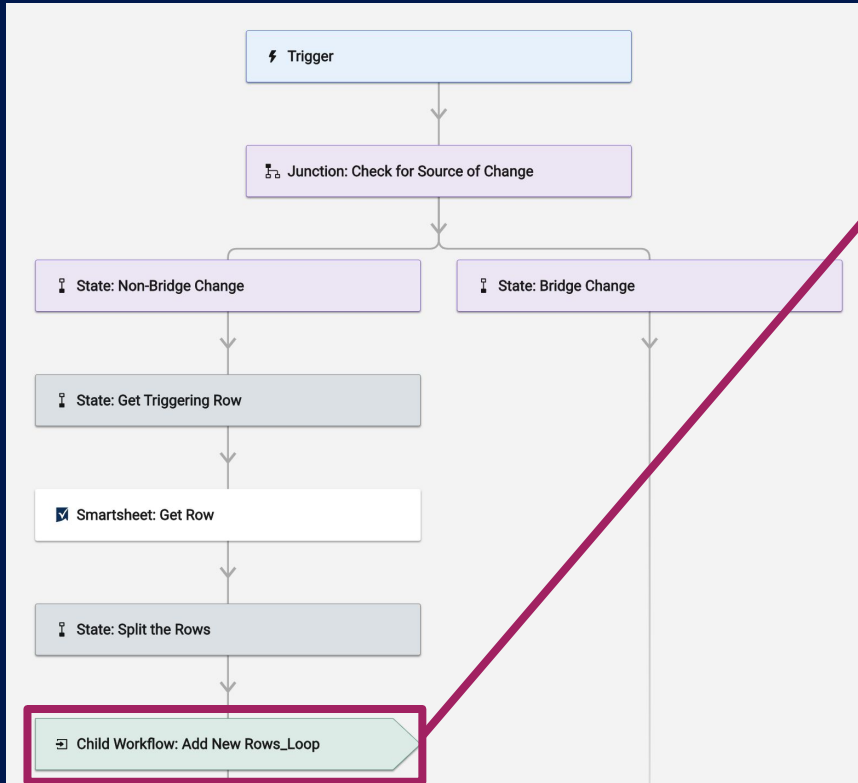 Trigger
Junction: Check for Source of Change
State: Non-Bridge Change
State: Bridge Change
State: Get Triggering Row
Smartsheet: Get Row
State: Split the Rows
Child Workflow: Add New Rows_Loop